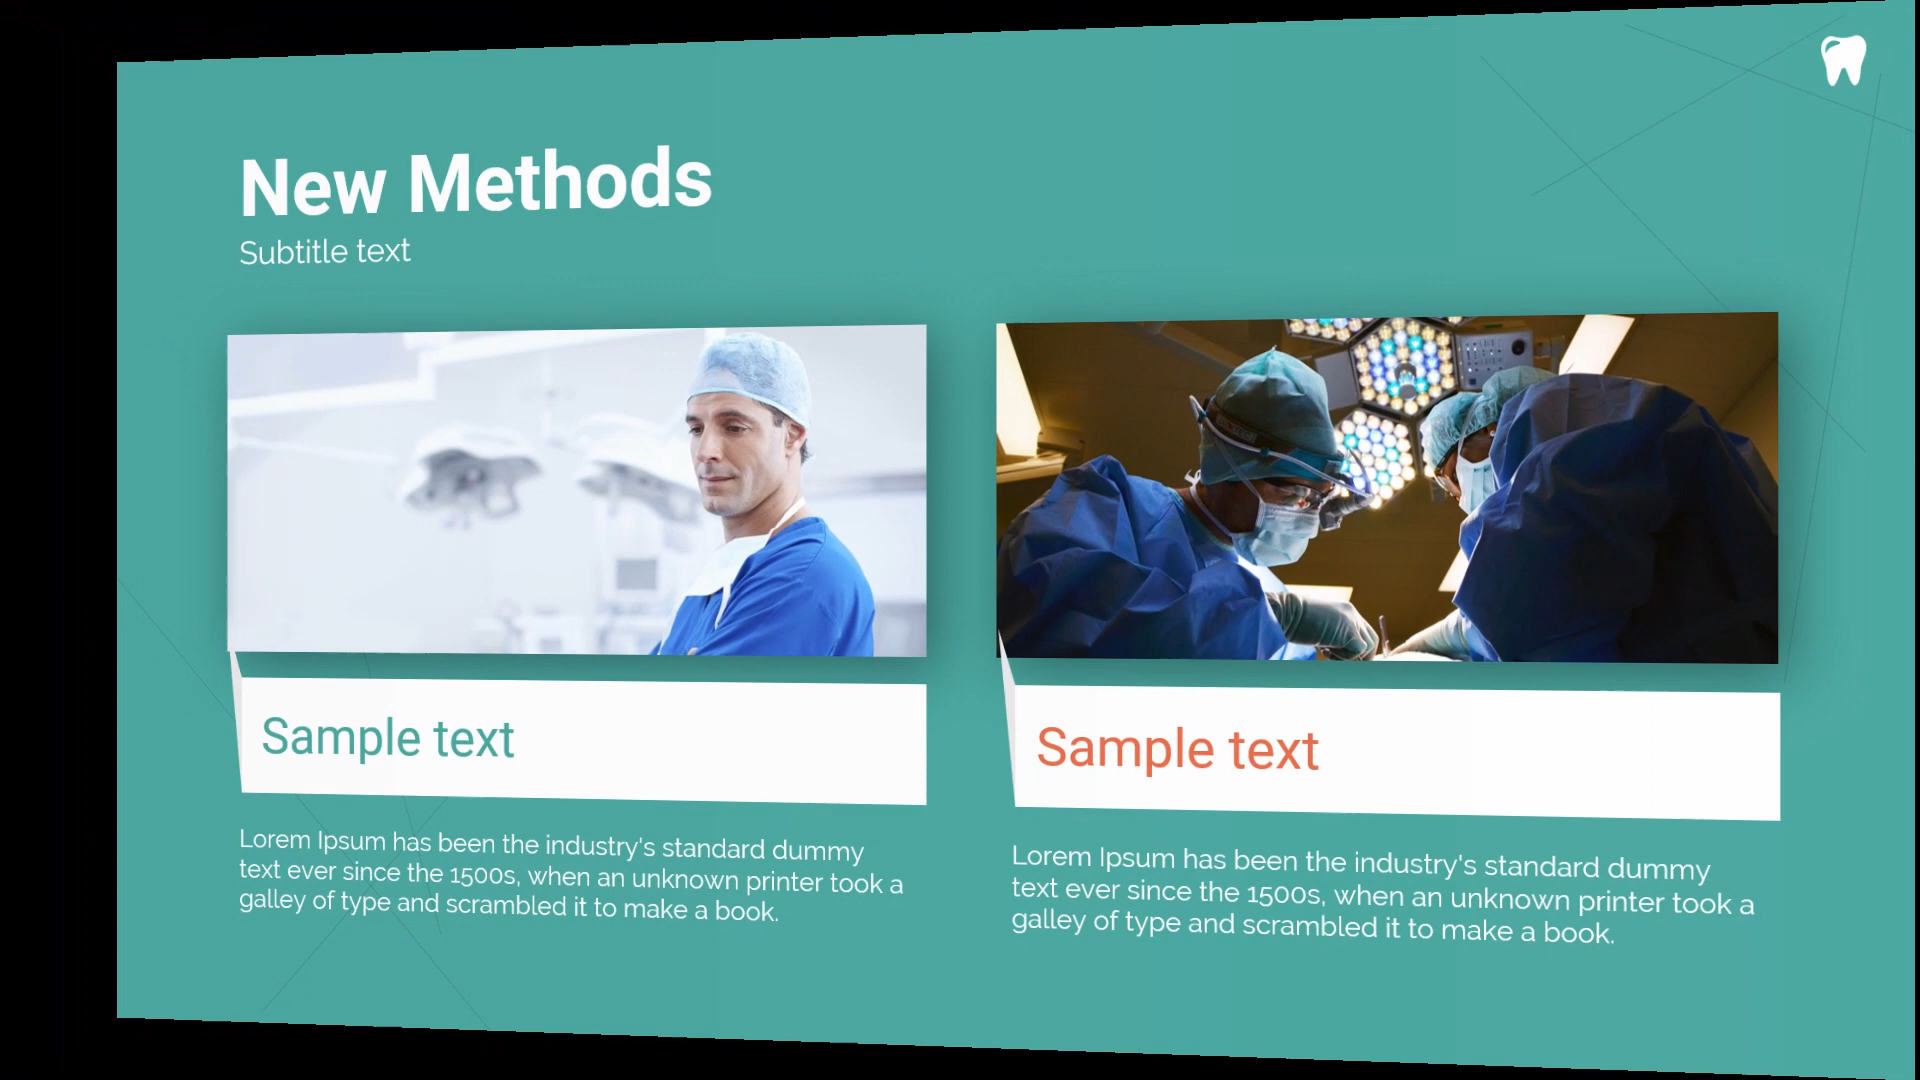 New Methods
Subtitle text
Sample text
Lorem Ipsum has been the industry's standard dummy
text ever since the 1500s, when an unknown printer took a
galley of type and scrambled it to make a book.
Sample text
Lorem Ipsum has been the industry's standard dummy
text ever since the 1500s, when an unknown printer took a
galley of type and scrambled it to make a book.